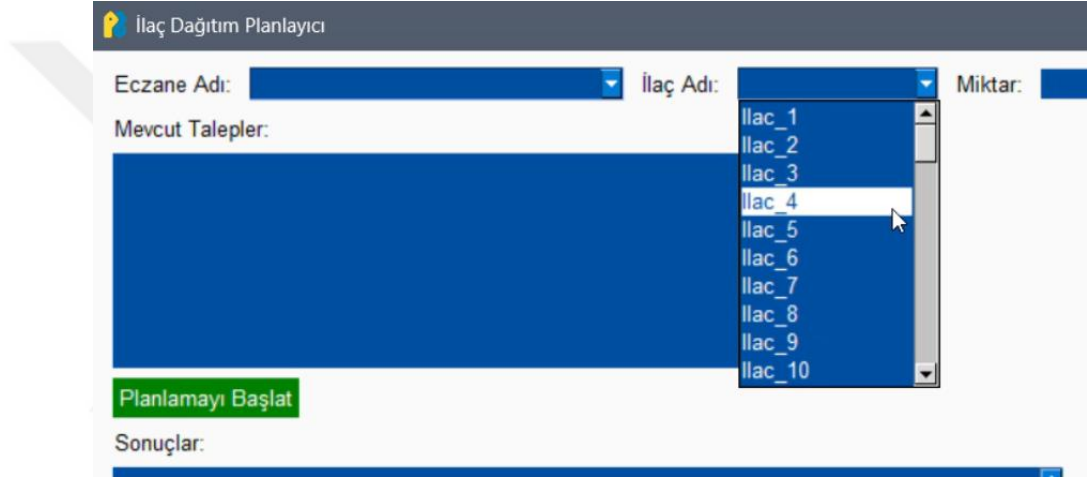 İlaç Dağıtım Planlayıcı
Eczane Adı: İlaç Adı: Miktar:
Mevcut Talepler:
Ilac_1
Ilac_2
Ilac_3
Ilac_4
Ilac_5
Ilac_6
Ilac_7
Ilac_8
Ilac_9
Ilac_10
Planlamayı Başlat
Sonuçlar: